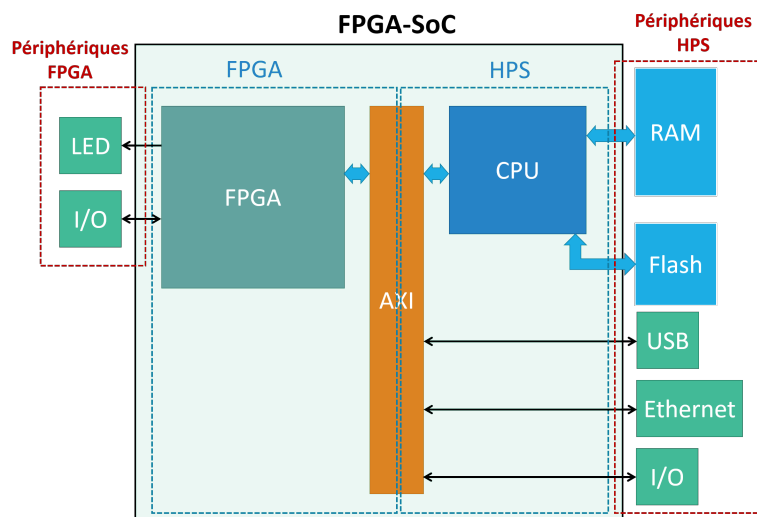 FPGA-SoC
Périphériques
FPGA
Périphériques
HPS
FPGA
HPS
LED
I/O
FPGA
AXI
CPU
RAM
Flash
USB
Ethernet
I/O